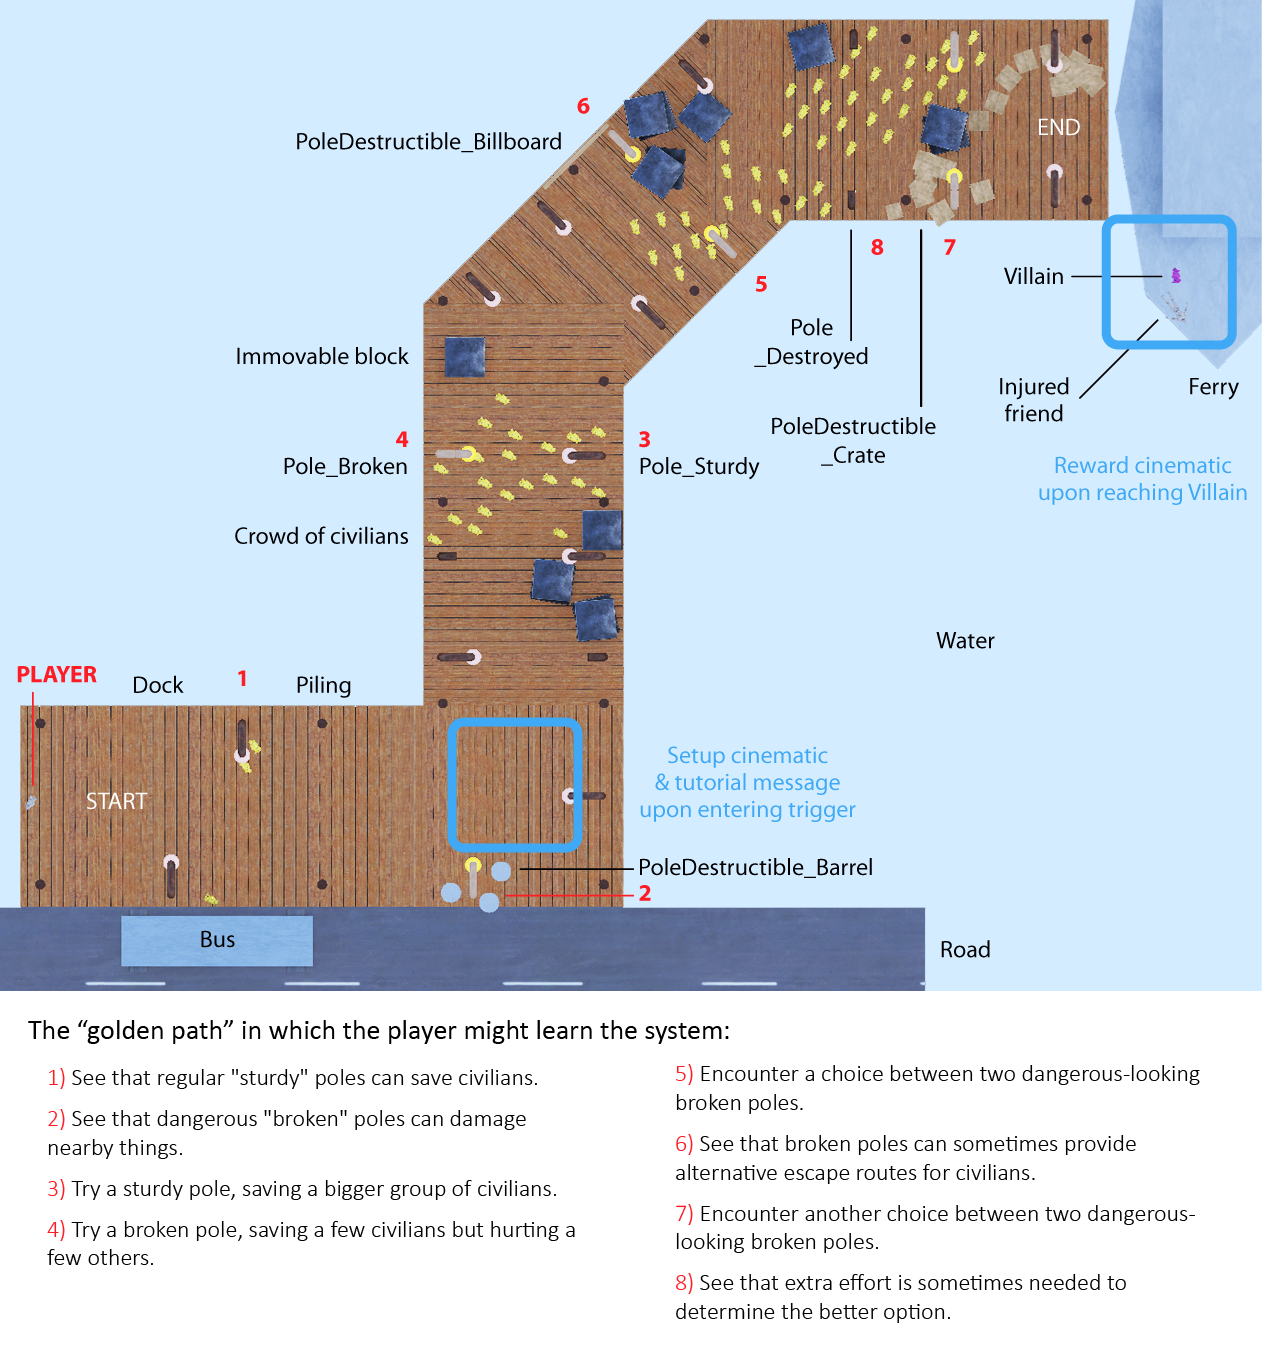 6
PoleDestructible_Billboard
END
8
7
Villain
5
Pole
_Destroyed
Immovable block
Injured
friend
Ferry
PoleDestructible
_Crate
4
3
Pole_Broken
Pole_Sturdy
Reward cinematic
upon reaching Villain
Crowd of civilians
Water
PLAYER
Dock
1
Piling
START
Setup cinematic
& tutorial message
upon entering trigger
PoleDestructible_Barrel
2
Bus
Road
The “golden path” in which the player might learn the system:
1) See that regular "sturdy" poles can save civilians.
2) See that dangerous "broken" poles can damage
nearby things.
3) Try a sturdy pole, saving a bigger group of civilians.
4) Try a broken pole, saving a few civilians but hurting a
few others.
5) Encounter a choice between two dangerous-looking
broken poles.
6) See that broken poles can sometimes provide
alternative escape routes for civilians.
7) Encounter another choice between two dangerous-
looking broken poles.
8) See that extra effort is sometimes needed to
determine the better option.